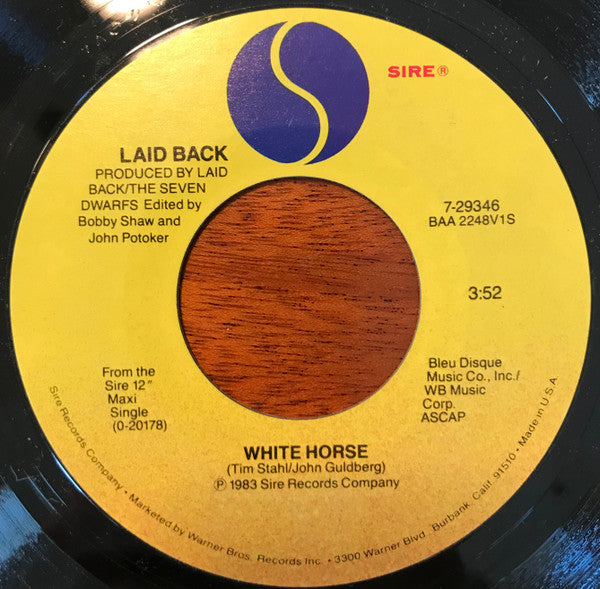 SIRE®
LAID BACK
PRODUCED BY LAID
BACK/THE SEVEN
DWARFS Edited by
Bobby Shaw and
John Potoker
7-29346
BAA 2248V1S
3:52
From the
Sire 12"
Maxi
Single
(0-20178)
Bleu Disque
Music Co., Inc./
WB Music
Corp.
ASCAP
WHITE HORSE
(Tim Stahl/John Guldberg)
℗ 1983 Sire Records Company
Sire Records Company • Marketed by Warner Bros. Records Inc. • 3300 Warner Blvd., Burbank, Calif. 91510 • Made in U.S.A.